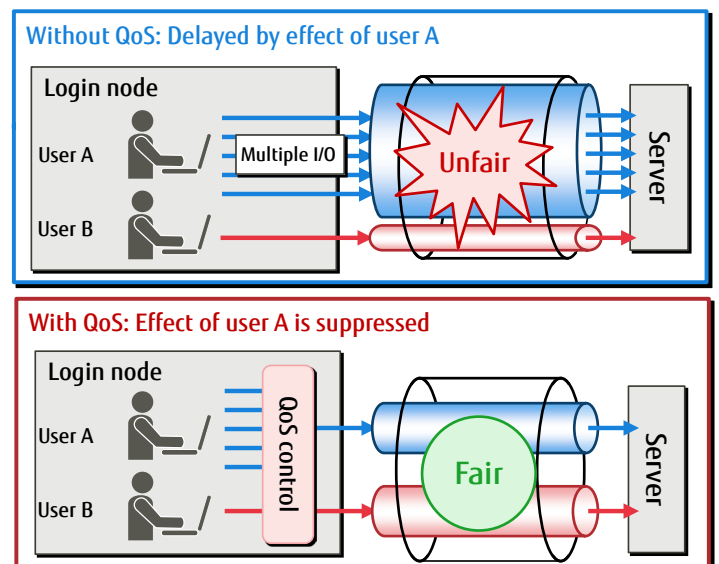 Without QoS: Delayed by effect of user A
Login node
User A
Multiple I/O
Unfair
Server
User B
With QoS: Effect of user A is suppressed
Login node
User A
QoS control
Fair
Server
User B